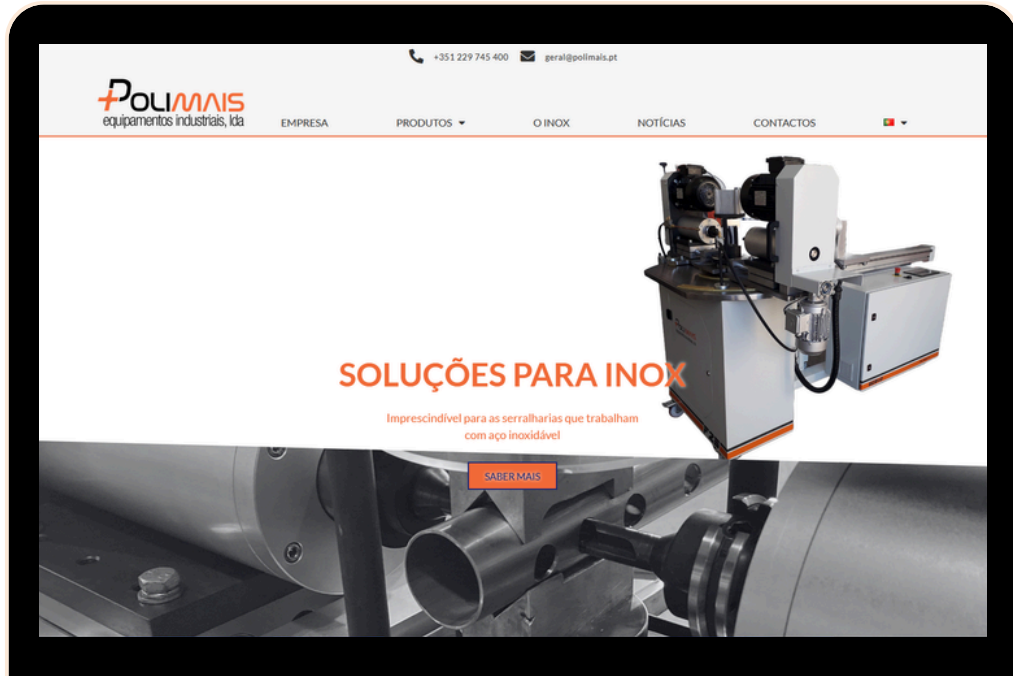 +351 229 745 400 geral@polimais.pt
+POLIMAIS
equipamentos industriais, lda
EMPRESA PRODUTOS O INOX NOTÍCIAS CONTACTOS
SOLUÇÕES PARA INOX
Imprescindível para as serralharias que trabalham
com aço inoxidável
SABER MAIS